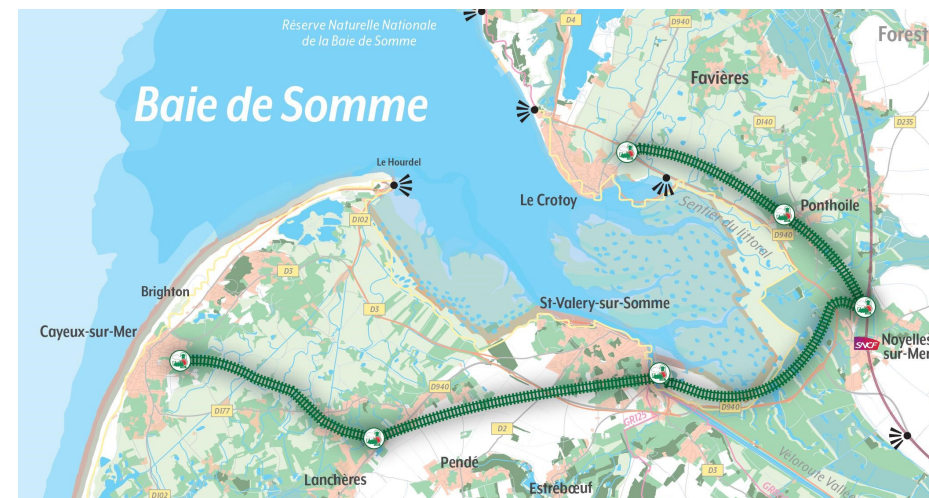 Réserve Naturelle Nationale
de la Baie de Somme
D4
D940
Forest
Favières
Baie de Somme
D140
D235
Le Hourdel
Le Crotoy
Sentier du littoral
Ponthoile
D102
D940
D3
Brighton
St-Valery-sur-Somme
D3
Cayeux-sur-Mer
SNCF
Noyelles
sur-Mer
D940
D940
D177
GR125
D2
Pendé
Lanchères
Estrébœuf
D3
Véloroute Vall
GR
D102